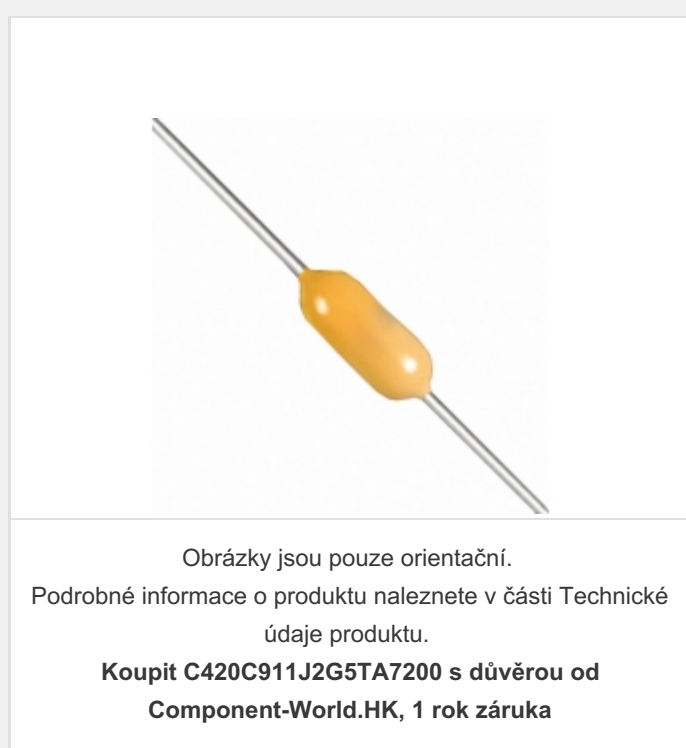 Obrázky jsou pouze orientační.
Podrobné informace o produktu naleznete v části Technické
údaje produktu.
Koupit C420C911J2G5TA7200 s důvěrou od
Component-World.HK, 1 rok záruka